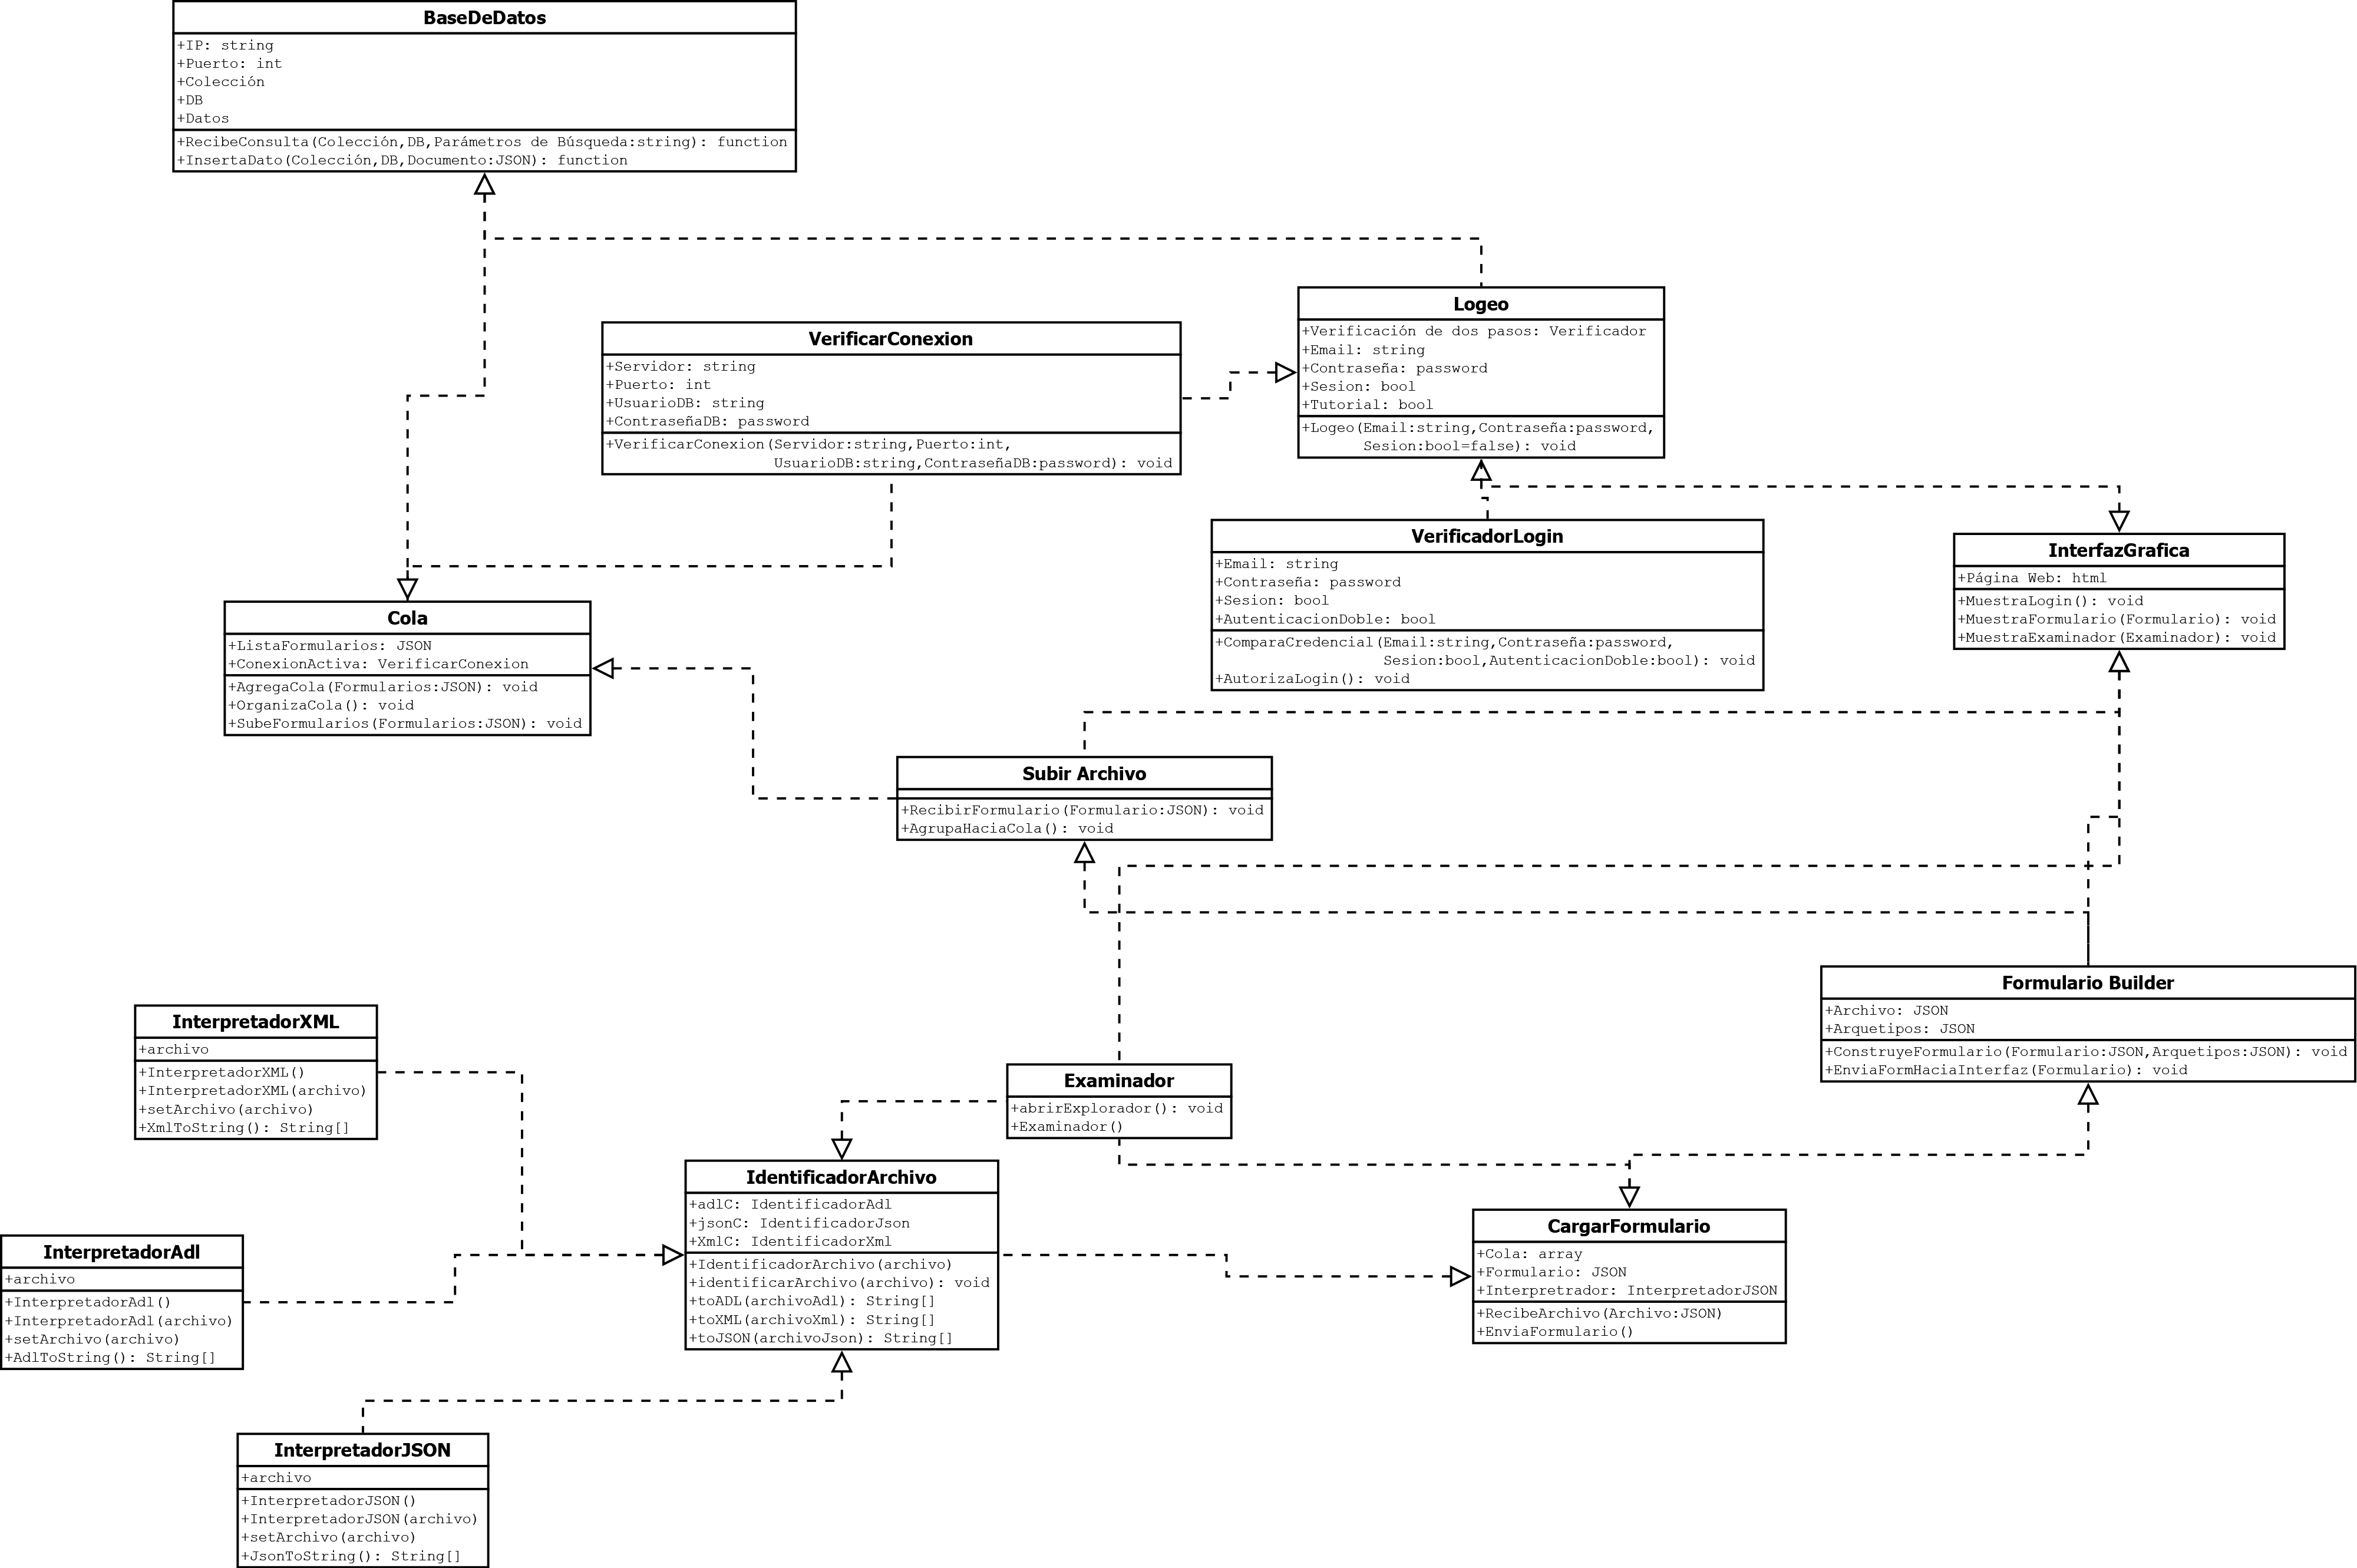 BaseDeDatos
+IP: string
+Puerto: int
+Colección
+DB
+Datos
+RecibeConsulta(Colección,DB,Parámetros de Búsqueda:string): function
+InsertaDato(Colección,DB,Documento:JSON): function
Logeo
+Verificación de dos pasos: Verificador
+Email: string
+Contraseña: password
+Sesion: bool
+Tutorial: bool
+Logeo(Email:string,Contraseña:password,
Sesion:bool=false): void
VerificarConexion
+Servidor: string
+Puerto: int
+UsuarioDB: string
+ContraseñaDB: password
+VerificarConexion(Servidor:string,Puerto:int,
UsuarioDB:string,ContraseñaDB:password): void
VerificadorLogin
+Email: string
+Contraseña: password
+Sesion: bool
+AutenticacionDoble: bool
+ComparaCredencial(Email:string,Contraseña:password,
Sesion:bool,AutenticacionDoble:bool): void
+AutorizaLogin(): void
InterfazGrafica
+Página Web: html
+MuestraLogin(): void
+MuestraFormulario(Formulario): void
+MuestraExaminador(Examinador): void
Cola
+ListaFormularios: JSON
+ConexionActiva: VerificarConexion
+AgregaCola(Formularios:JSON): void
+OrganizaCola(): void
+SubeFormularios(Formularios:JSON): void
Subir Archivo
+RecibirFormulario(Formulario:JSON): void
+AgrupaHaciaCola(): void
Formulario Builder
+Archivo: JSON
+Arquetipos: JSON
+ConstruyeFormulario(Formulario:JSON,Arquetipos:JSON): void
+EnviaFormHaciaInterfaz(Formulario): void
InterpretadorXML
+archivo
+InterpretadorXML()
+InterpretadorXML(archivo)
+setArchivo(archivo)
+XmlToString(): String[]
Examinador
+abrirExplorador(): void
+Examinador()
IdentificadorArchivo
+adlC: IdentificadorAdl
+jsonC: IdentificadorJson
+XmlC: IdentificadorXml
+IdentificadorArchivo(archivo)
+identificarArchivo(archivo): void
+toADL(archivoAdl): String[]
+toXML(archivoXml): String[]
+toJSON(archivoJson): String[]
CargarFormulario
+Cola: array
+Formulario: JSON
+Interpretrador: InterpretadorJSON
+RecibeArchivo(Archivo:JSON)
+EnviaFormulario()
InterpretadorAdl
+archivo
+InterpretadorAdl()
+InterpretadorAdl(archivo)
+setArchivo(archivo)
+AdlToString(): String[]
InterpretadorJSON
+archivo
+InterpretadorJSON()
+InterpretadorJSON(archivo)
+setArchivo(archivo)
+JsonToString(): String[]